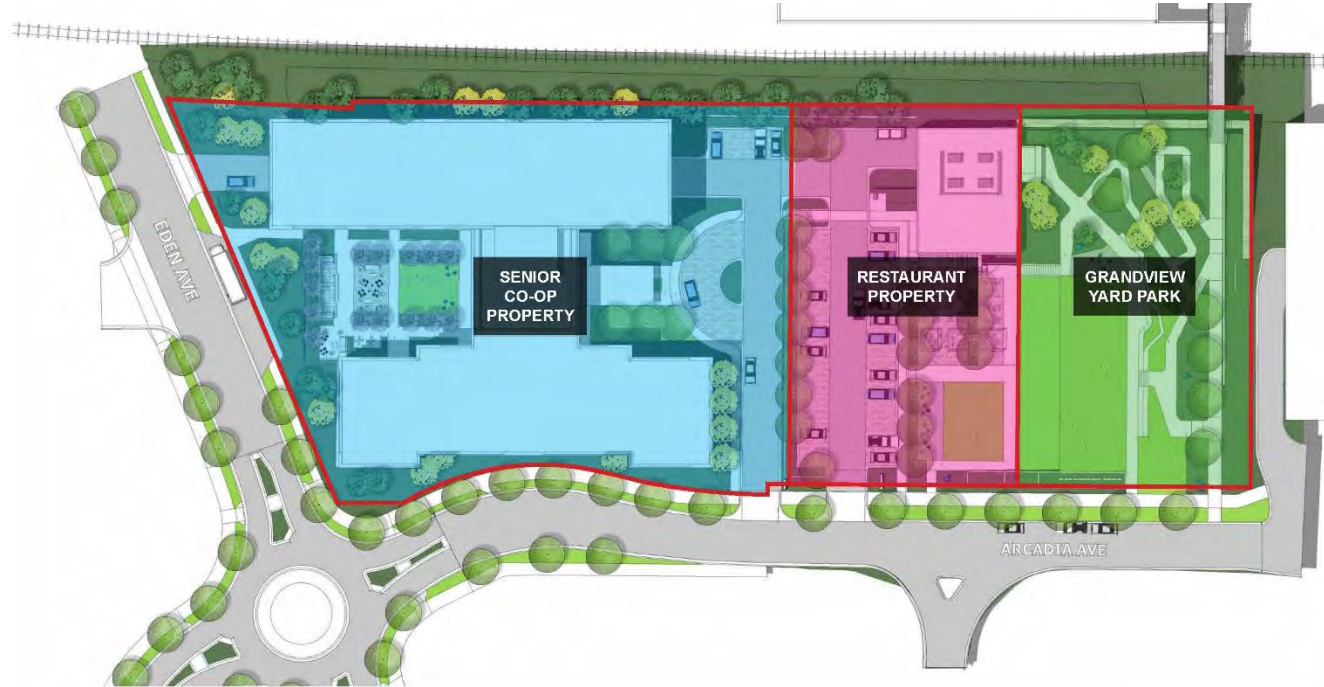 EDEN AVE
SENIOR
CO-OP
PROPERTY
RESTAURANT
PROPERTY
GRANDVIEW
YARD PARK
ARCADIA AVE